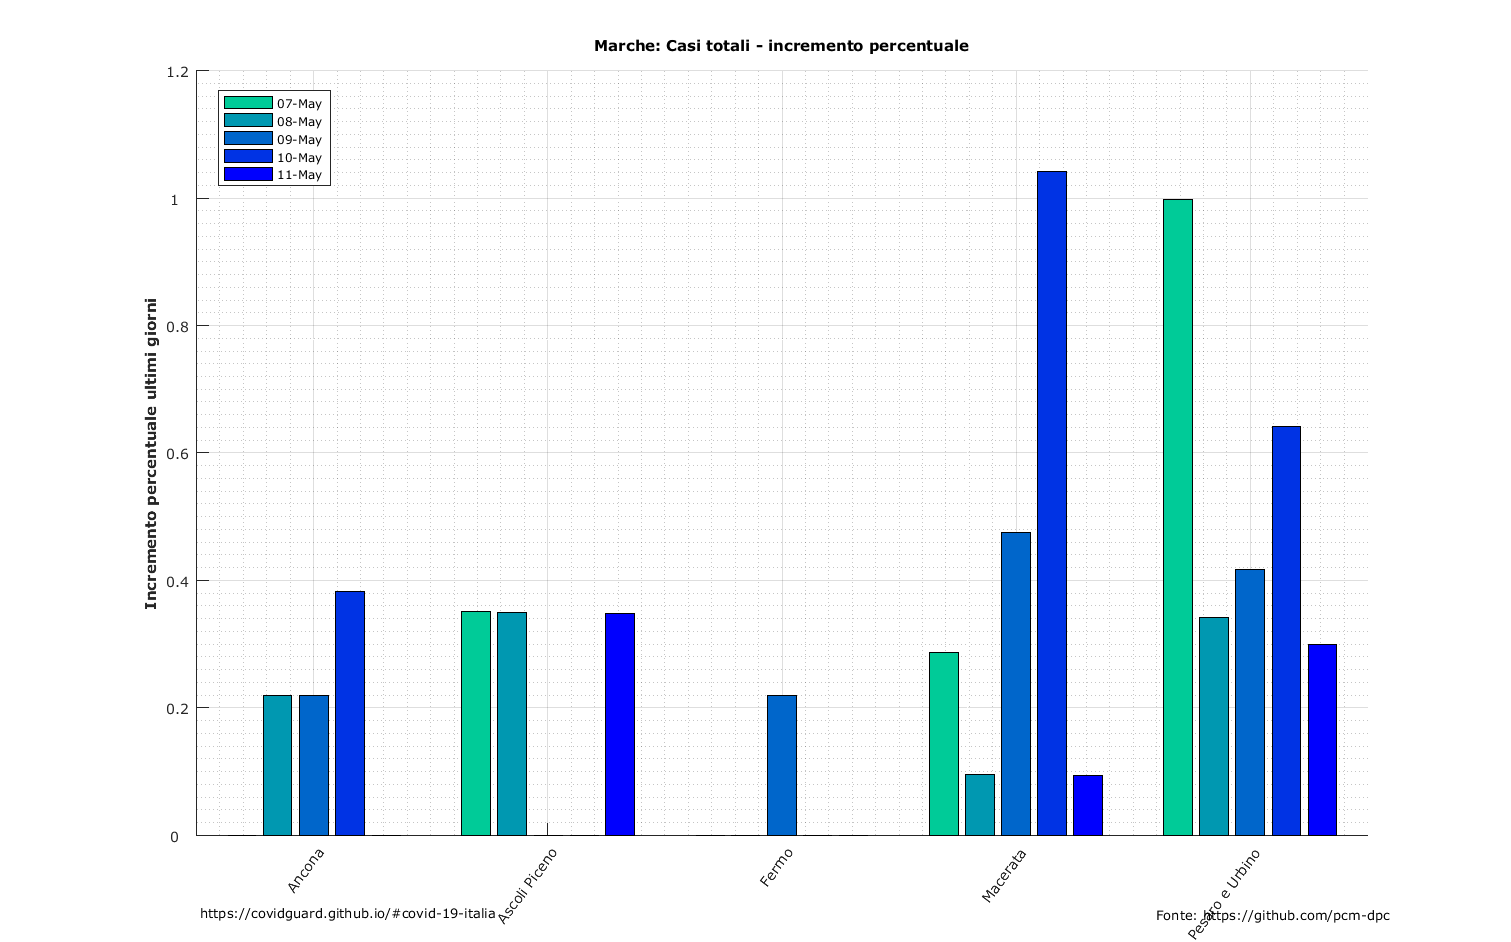 Marche: Casi totali - incremento percentuale
1.2
1
0.8
0.6
0.4
0.2
0
Incremento percentuale ultimi giorni
07-May
08-May
09-May
10-May
11-May
Ancona
Ascoli Piceno
Fermo
Macerata
Pesaro e Urbino
https://covidguard.github.io/#covid-19-italia
Fonte: https://github.com/pcm-dpc